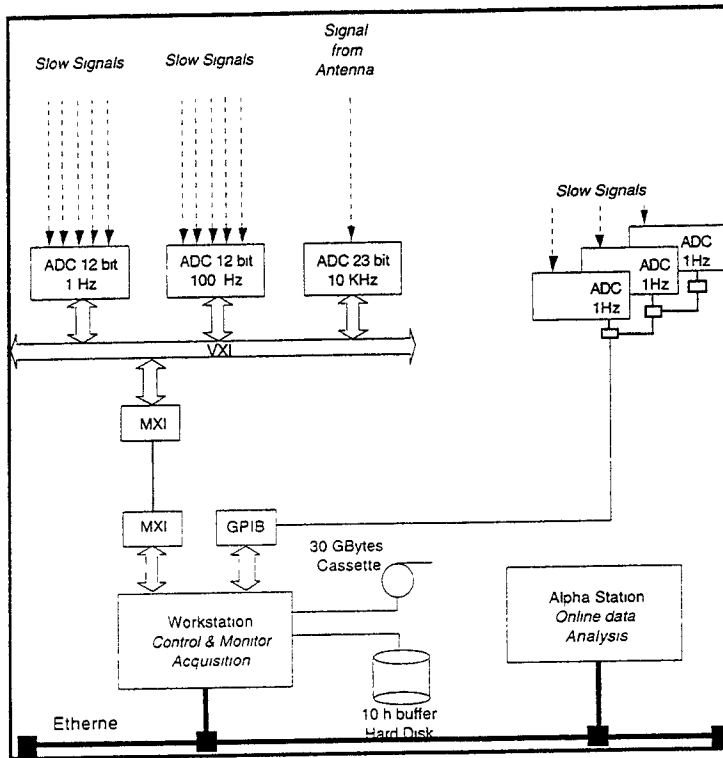 Slow Signals
Slow Signals
Signal
from
Antenna
Slow Signals
ADC 12 bit
1 Hz
ADC 12 bit
100 Hz
ADC 23 bit
10 KHz
ADC
1Hz
ADC
1Hz
ADC
1Hz
VXI
MXI
MXI
GPIB
30 GBytes
Cassette
Workstation
Control & Monitor
Acquisition
Alpha Station
Online data
Analysis
10 h buffer
Hard Disk
Etherne